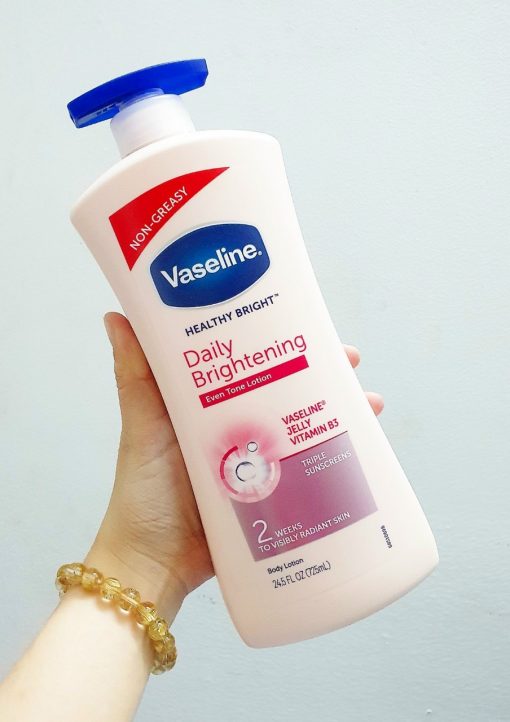 NON-GREASY
Vaseline.
HEALTHY BRIGHT™
Daily
Brightening
Even Tone Lotion
VASELINE®
JELLY
VITAMIN B3
TRIPLE
SUNSCREENS
2 WEEKS
TO VISIBLY RADIANT SKIN
Body Lotion
24.5 FL OZ (725mL)